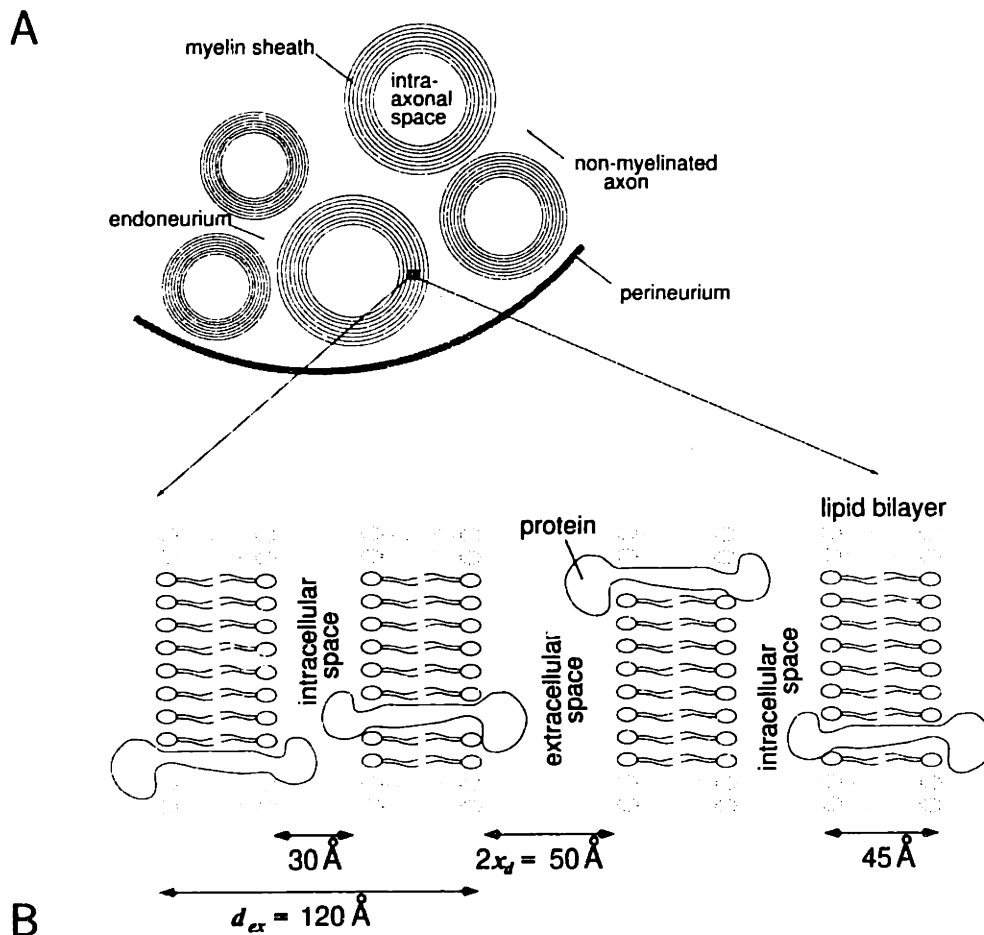 A
myelin sheath
intra-
axonal
space
non-myelinated
axon
endoneurium
perineurium
lipid bilayer
protein
intracellular
space
extracellular
space
intracellular
space
30 Å
2x_d = 50 Å
45 Å
d_ex = 120 Å
B